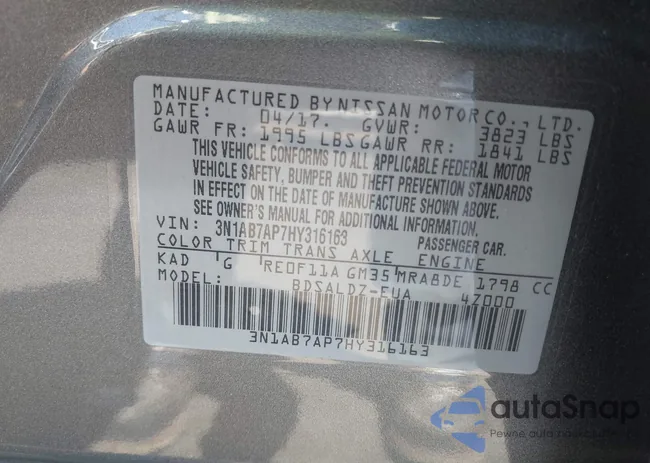 MANUFACTURED BY NISSAN MOTOR CO., LTD.
DATE: 04/17. GVWR: 3823 LBS
GAWR FR: 1995 LBS GAWR RR: 1841 LBS
THIS VEHICLE CONFORMS TO ALL APPLICABLE FEDERAL MOTOR
VEHICLE SAFETY, BUMPER AND THEFT PREVENTION STANDARDS
IN EFFECT ON THE DATE OF MANUFACTURE SHOWN ABOVE.
SEE OWNER'S MANUAL FOR ADDITIONAL INFORMATION.
VIN: 3N1AB7AP7HY316163 PASSENGER CAR.
COLOR TRIM TRANS AXLE ENGINE
KAD G RE0F11A GM35 MRA8DE 1798 CC
MODEL: BDSALDZ-EUA 4Z000
3N1AB7AP7HY316163
autoSnap